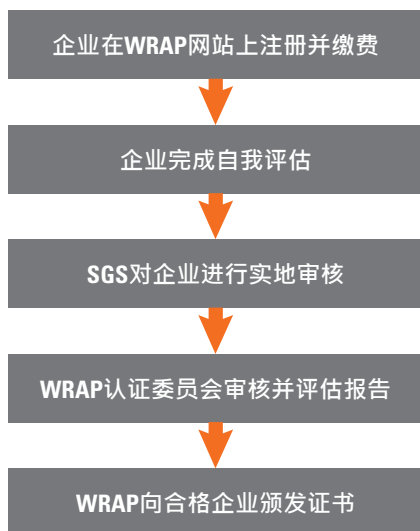 企业在WRAP网站上注册并缴费
企业完成自我评估
SGS对企业进行实地审核
WRAP认证委员会审核并评估报告
WRAP向合格企业颁发证书